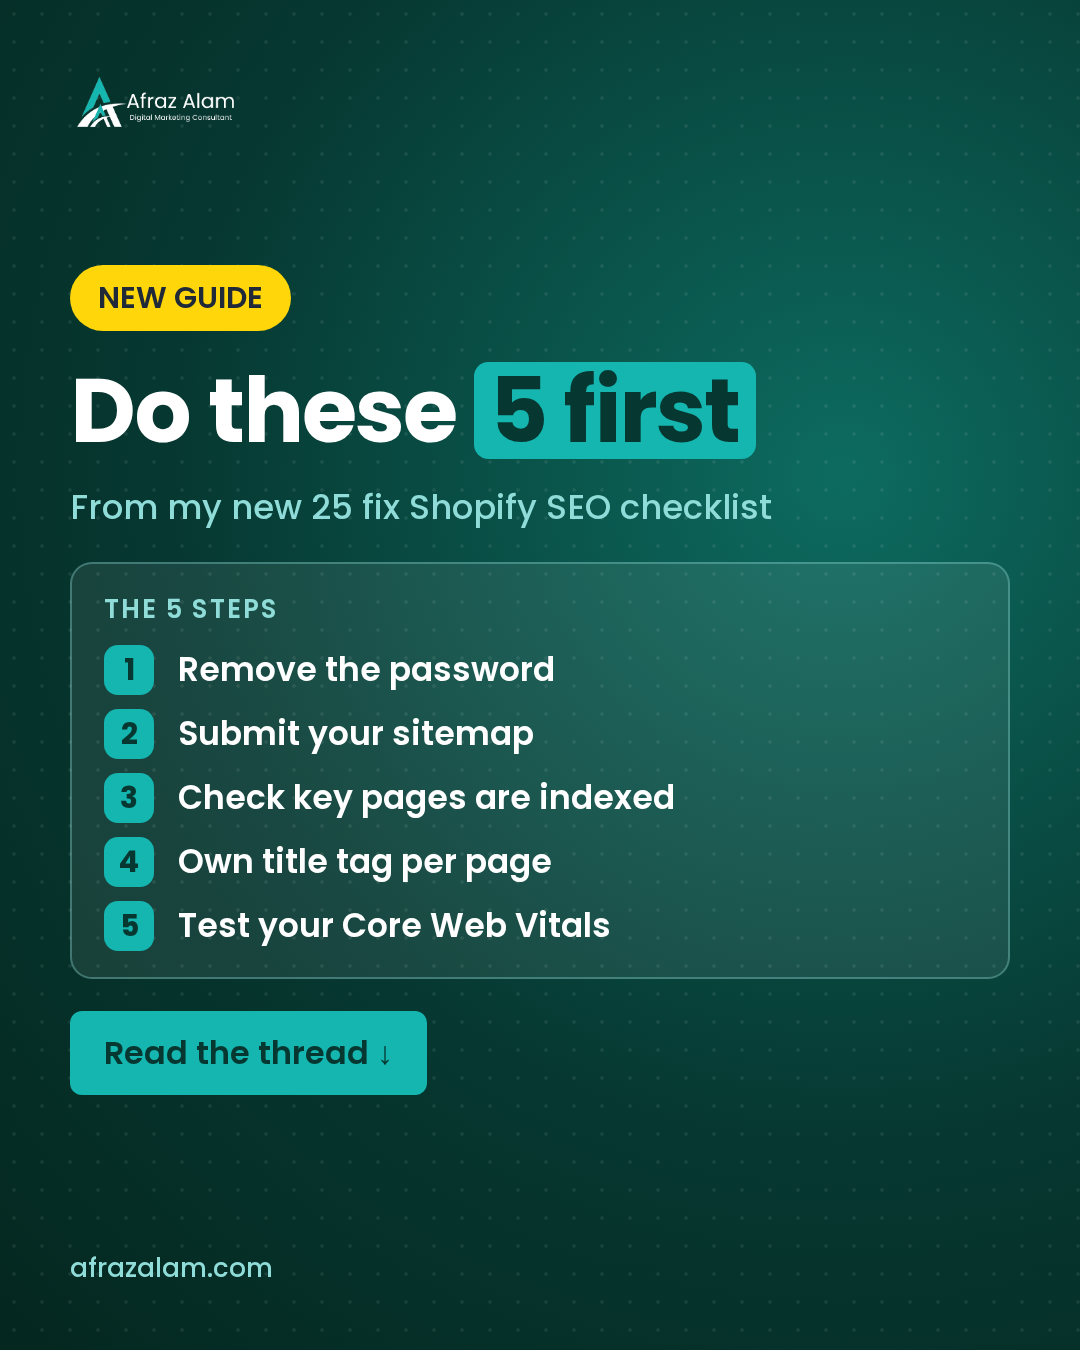 Afraz Alam
Digital Marketing Consultant
NEW GUIDE
Do these 5 first
From my new 25 fix Shopify SEO checklist
THE 5 STEPS
1 Remove the password
2 Submit your sitemap
3 Check key pages are indexed
4 Own title tag per page
5 Test your Core Web Vitals
Read the thread ↓
afrazalam.com